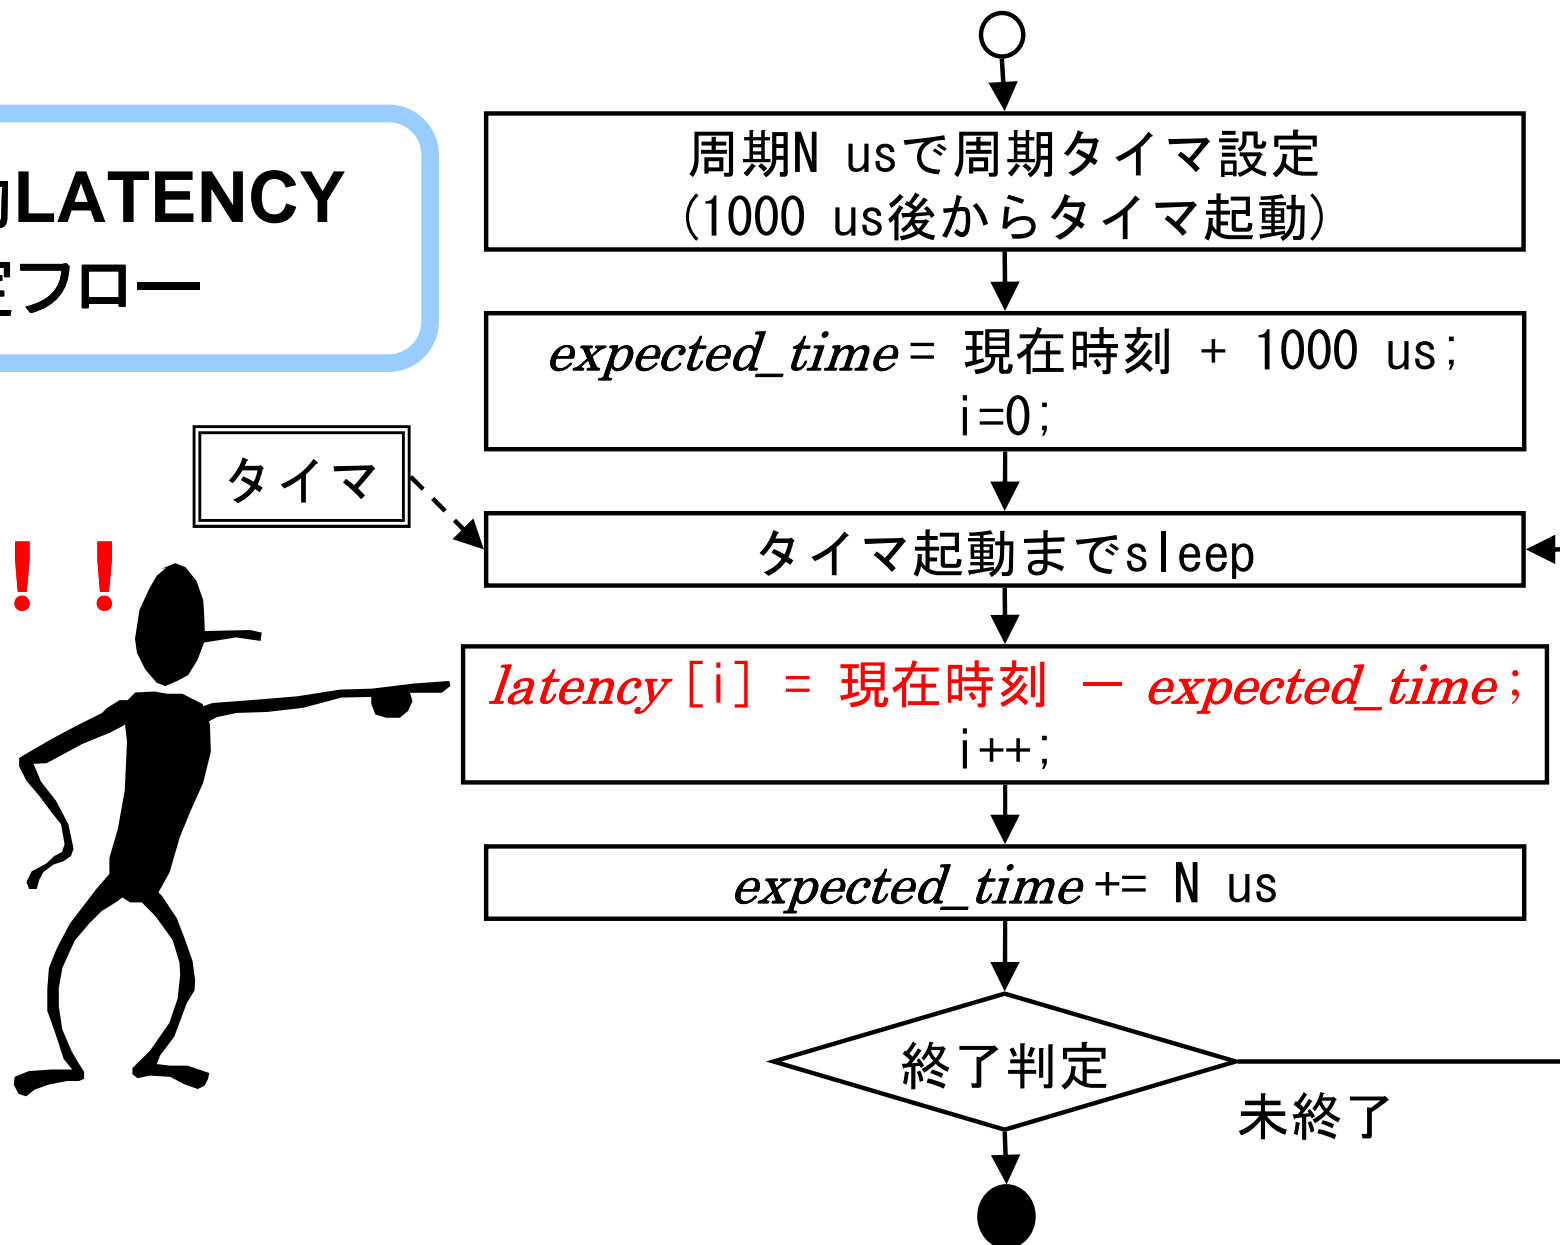 LATENCY
定フロー
周期N usで周期タイマ設定
(1000 us後からタイマ起動)
expected_time = 現在時刻 + 1000 us;
i=0;
タイマ
タイマ起動までsleep
！！
latency[i] = 現在時刻 － expected_time;
i++;
expected_time += N us
終了判定
未終了